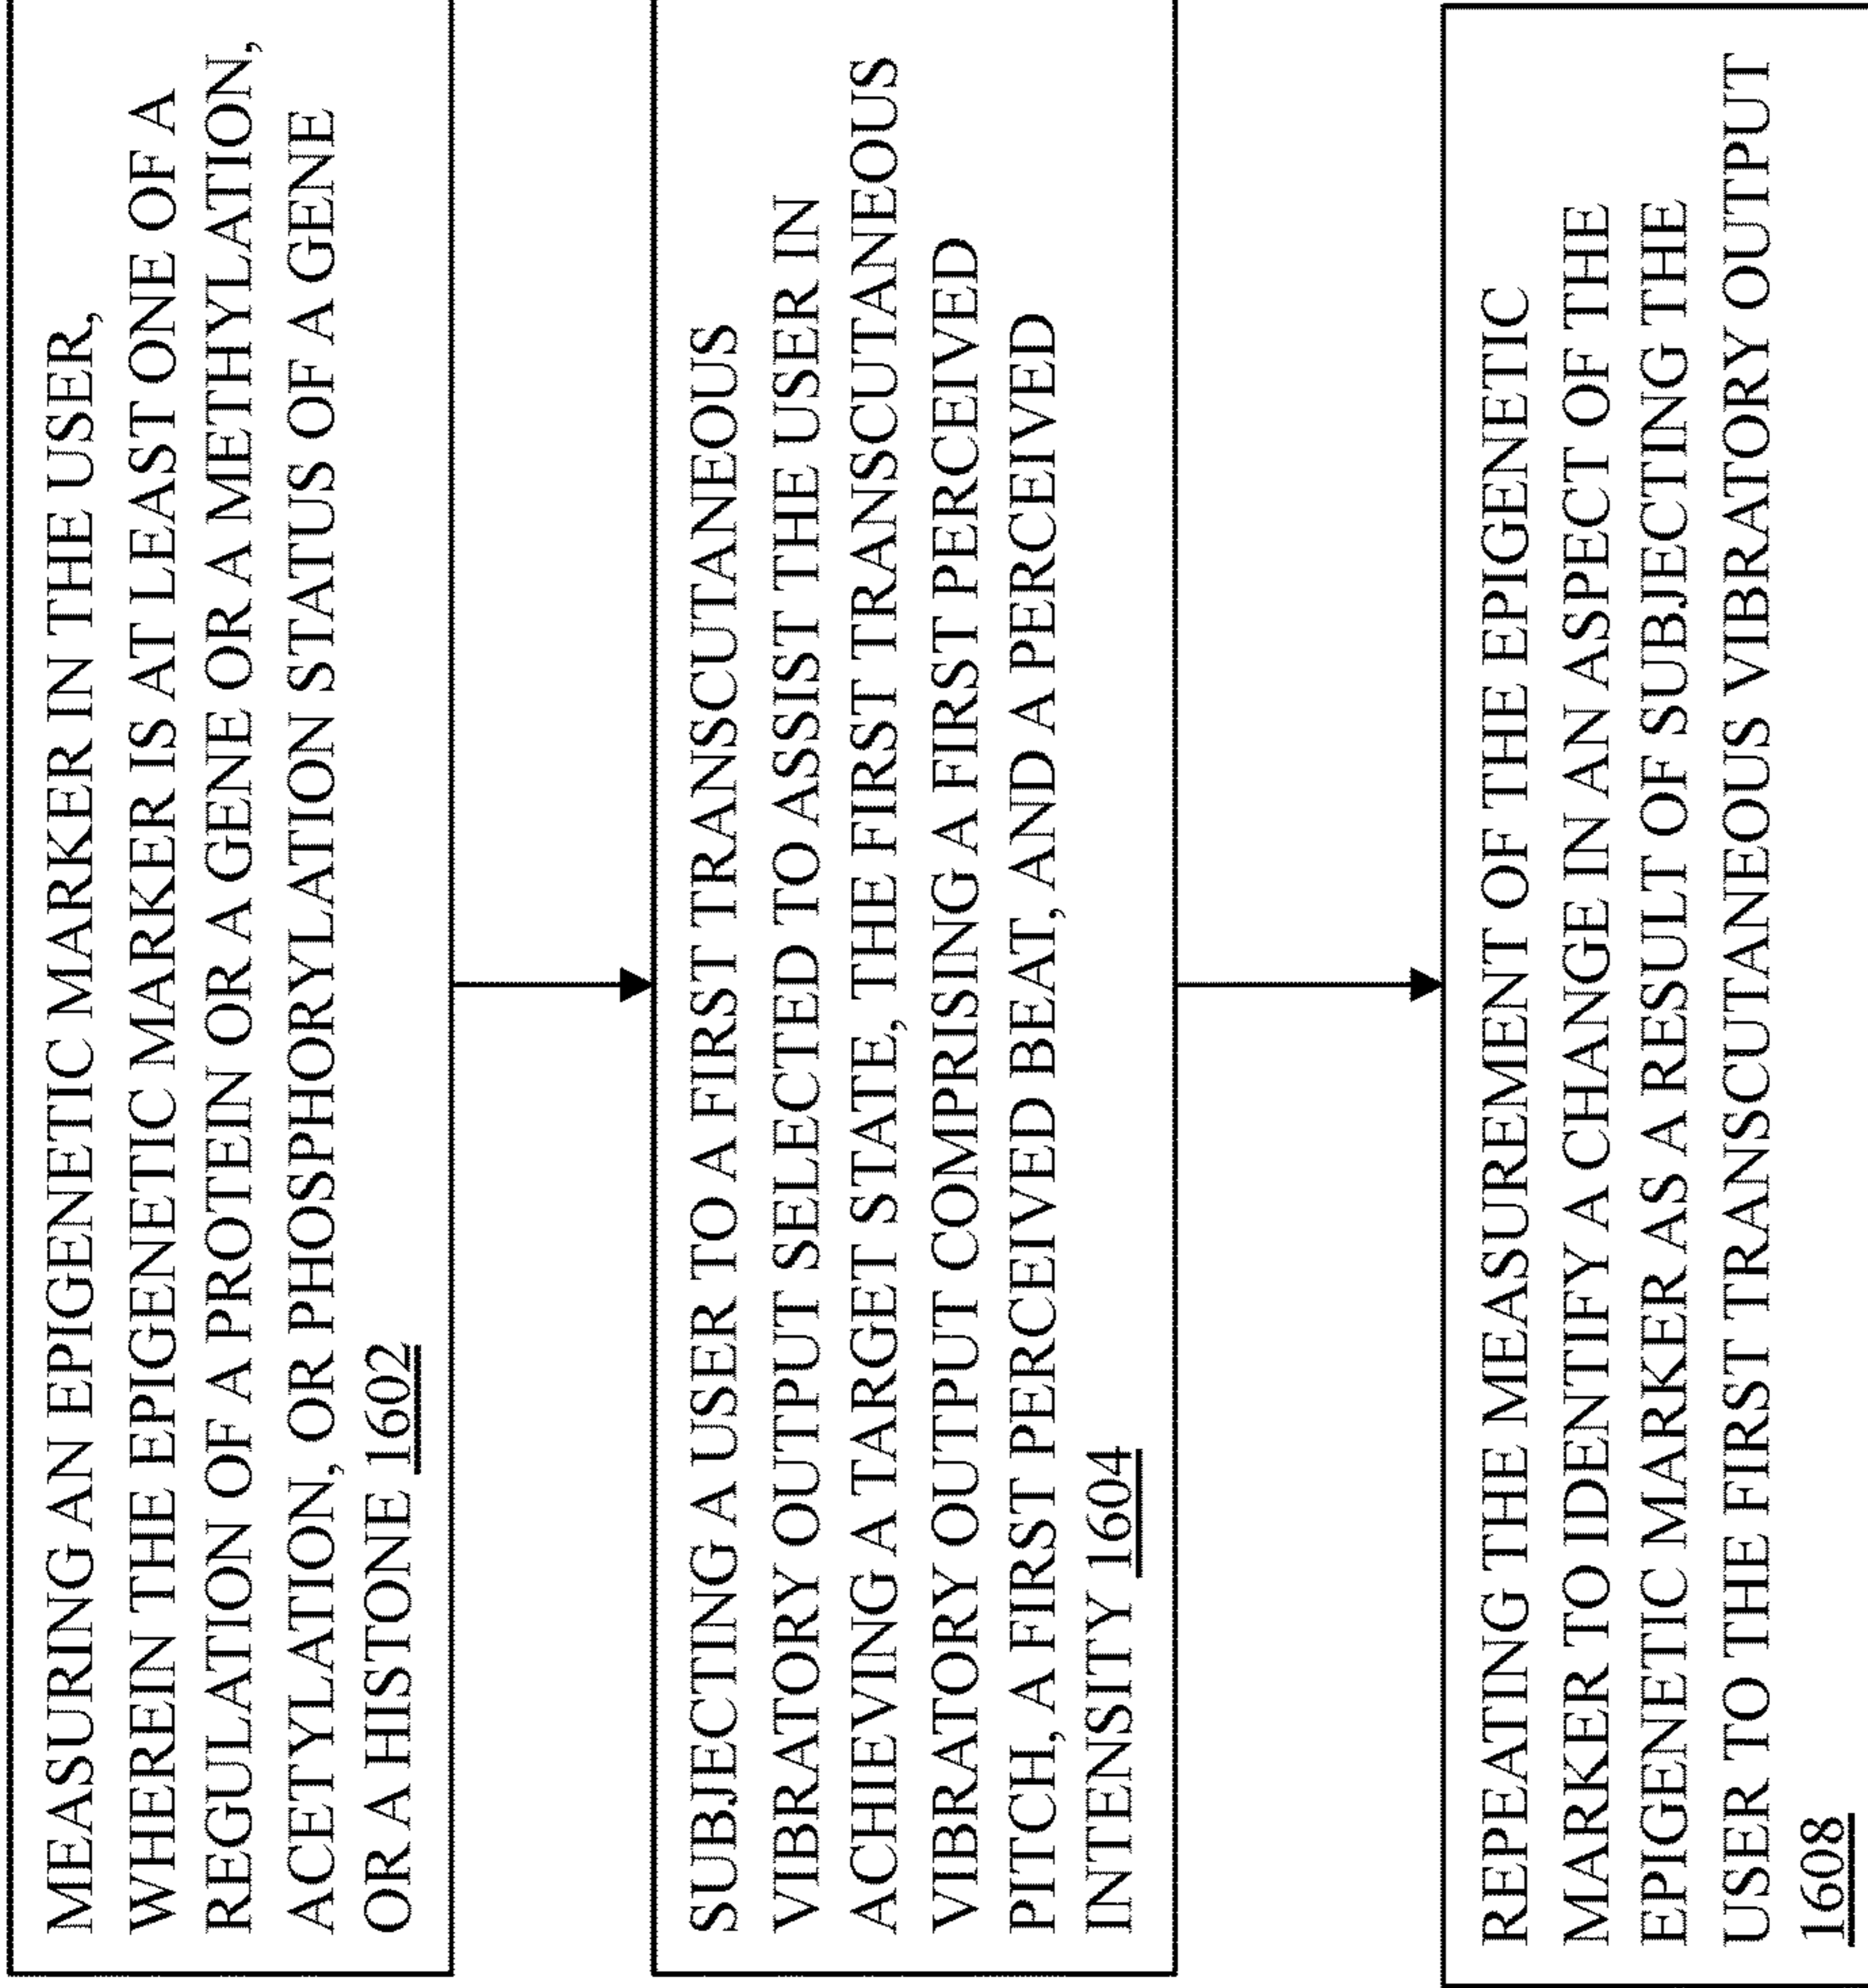 MEASURING AN EPIGENETIC MARKER IN THE USER,
WHEREIN THE EPIGENETIC MARKER IS AT LEAST ONE OF A
REGULATION OF A PROTEIN OR A GENE OR A METHYLATION,
ACETYLATION, OR PHOSPHORYLATION STATUS OF A GENE
OR A HISTONE 1602
SUBJECTING A USER TO A FIRST TRANSCUTANEOUS
VIBRATORY OUTPUT SELECTED TO ASSIST THE USER IN
ACHIEVING A TARGET STATE, THE FIRST TRANSCUTANEOUS
VIBRATORY OUTPUT COMPRISING A FIRST PERCEIVED
PITCH, A FIRST PERCEIVED BEAT, AND A PERCEIVED
INTENSITY 1604
REPEATING THE MEASUREMENT OF THE EPIGENETIC
MARKER TO IDENTIFY A CHANGE IN AN ASPECT OF THE
EPIGENETIC MARKER AS A RESULT OF SUBJECTING THE
USER TO THE FIRST TRANSCUTANEOUS VIBRATORY OUTPUT
1608